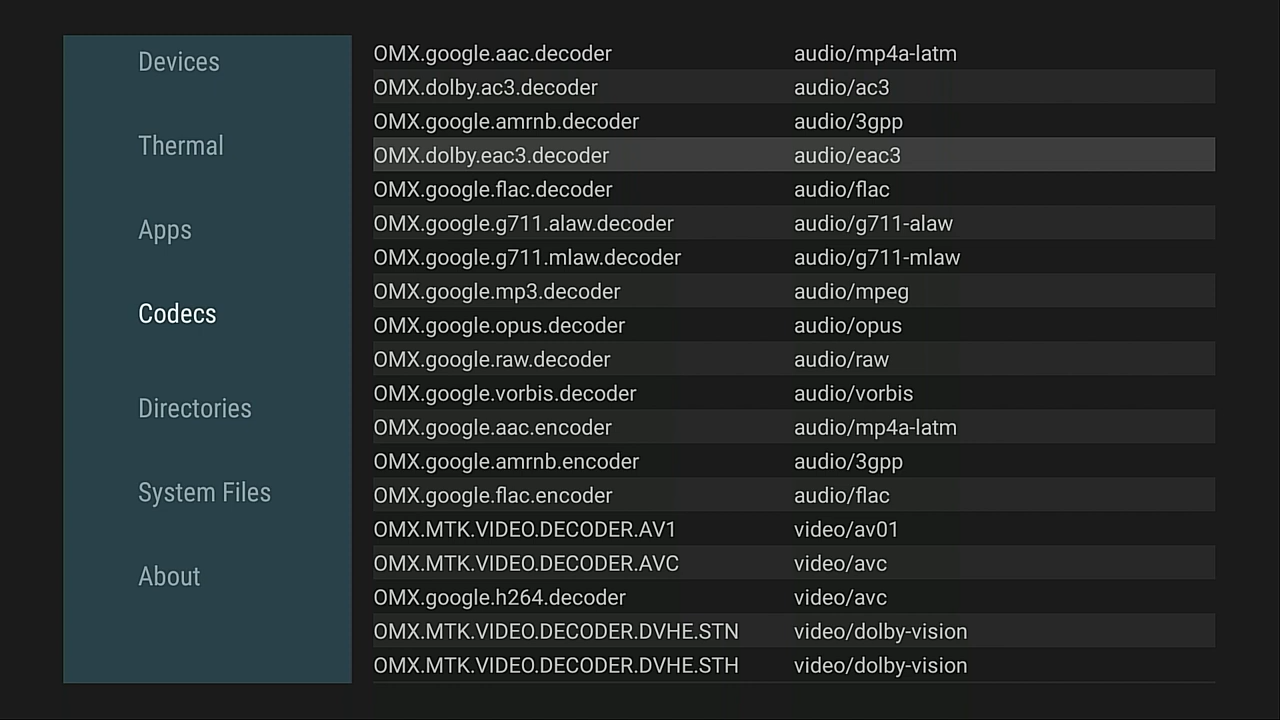 Devices
Thermal
Apps
Codecs
Directories
System Files
About
OMX.google.aac.decoder audio/mp4a-latm
OMX.dolby.ac3.decoder audio/ac3
OMX.google.amrnb.decoder audio/3gpp
OMX.dolby.eac3.decoder audio/eac3
OMX.google.flac.decoder audio/flac
OMX.google.g711.alaw.decoder audio/g711-alaw
OMX.google.g711.mlaw.decoder audio/g711-mlaw
OMX.google.mp3.decoder audio/mpeg
OMX.google.opus.decoder audio/opus
OMX.google.raw.decoder audio/raw
OMX.google.vorbis.decoder audio/vorbis
OMX.google.aac.encoder audio/mp4a-latm
OMX.google.amrnb.encoder audio/3gpp
OMX.google.flac.encoder audio/flac
OMX.MTK.VIDEO.DECODER.AV1 video/av01
OMX.MTK.VIDEO.DECODER.AVC video/avc
OMX.google.h264.decoder video/avc
OMX.MTK.VIDEO.DECODER.DVHE.STN video/dolby-vision
OMX.MTK.VIDEO.DECODER.DVHE.STH video/dolby-vision